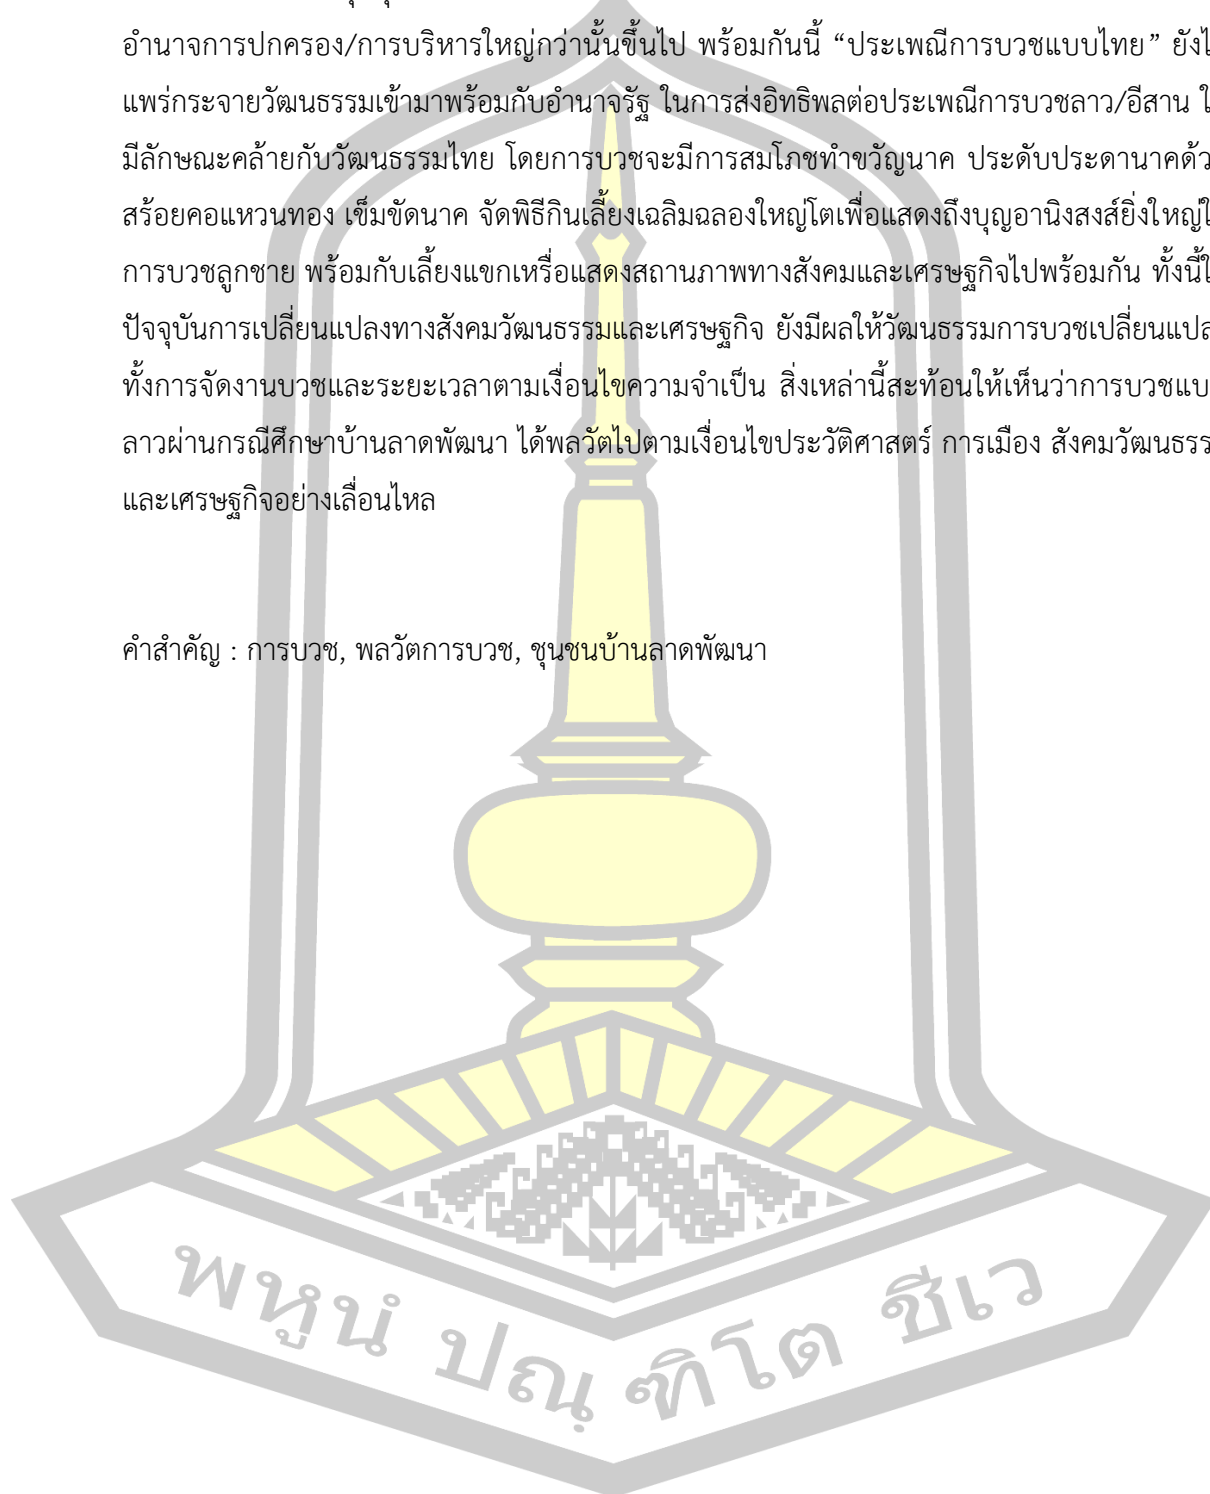 อำนาจการปกครอง/การบริหารใหญ่กว่านั้นขึ้นไป พร้อมกันนี้ “ประเพณีการบวชแบบไทย” ยังไ
แพร่กระจายวัฒนธรรมเข้ามาพร้อมกับอำนาจรัฐ ในการส่งอิทธิพลต่อประเพณีการบวชลาว/อีสาน ใ
มีลักษณะคล้ายกับวัฒนธรรมไทย โดยการบวชจะมีการสมโภชทำขวัญนาค ประดับประดานาคด้ว
สร้อยคอแหวนทอง เข็มขัดนาค จัดพิธีกินเลี้ยงเฉลิมฉลองใหญ่โตเพื่อแสดงถึงบุญอานิงสงส์ยิ่งใหญ่ใ
การบวชลูกชาย พร้อมกับเลี้ยงแขกเหรื่อแสดงสถานภาพทางสังคมและเศรษฐกิจไปพร้อมกัน ทั้งนี้ใ
ปัจจุบันการเปลี่ยนแปลงทางสังคมวัฒนธรรมและเศรษฐกิจ ยังมีผลให้วัฒนธรรมการบวชเปลี่ยนแปล
ทั้งการจัดงานบวชและระยะเวลาตามเงื่อนไขความจำเป็น สิ่งเหล่านี้สะท้อนให้เห็นว่าการบวชแบ
ลาวผ่านกรณีศึกษาบ้านลาดพัฒนา ได้พลวัตไปตามเงื่อนไขประวัติศาสตร์ การเมือง สังคมวัฒนธรร
และเศรษฐกิจอย่างเลื่อนไหล
คำสำคัญ : การบวช, พลวัตการบวช, ชุนชนบ้านลาดพัฒนา
พหูนํ ปณฺฑิโต ชีเว